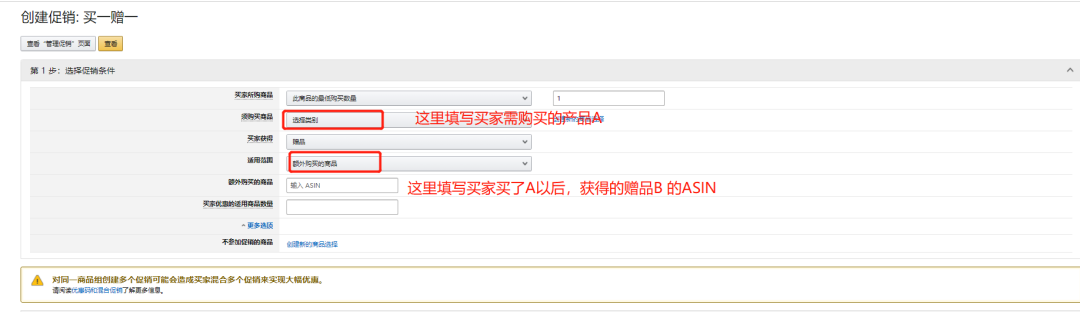 创建促销: 买一赠一
查看 "管理促销" 页面 查看
第 1 步: 选择促销条件
买家所购商品 此商品的最低购买数量 1
须购买商品 选择类别 这里填写买家需购买的产品A
买家获得 赠品
适用范围 额外购买的商品
额外购买的商品 输入 ASIN 这里填写买家买了A以后，获得的赠品B 的ASIN
买家优惠的适用商品数量
更多选项
不参加促销的商品 创建新的商品选择
对同一商品组创建多个促销可能会造成买家混合多个促销来实现大幅优惠。
请阅读优惠码和混合促销了解更多信息。